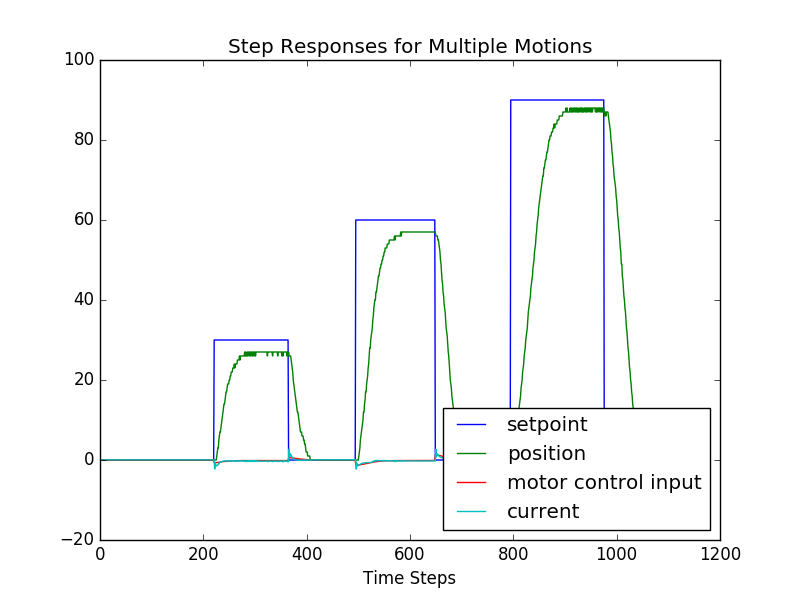 Step Responses for Multiple Motions
100
80
60
40
20
0
−20
0 200 400 600 800 1000 1200
Time Steps
setpoint
position
motor control input
current